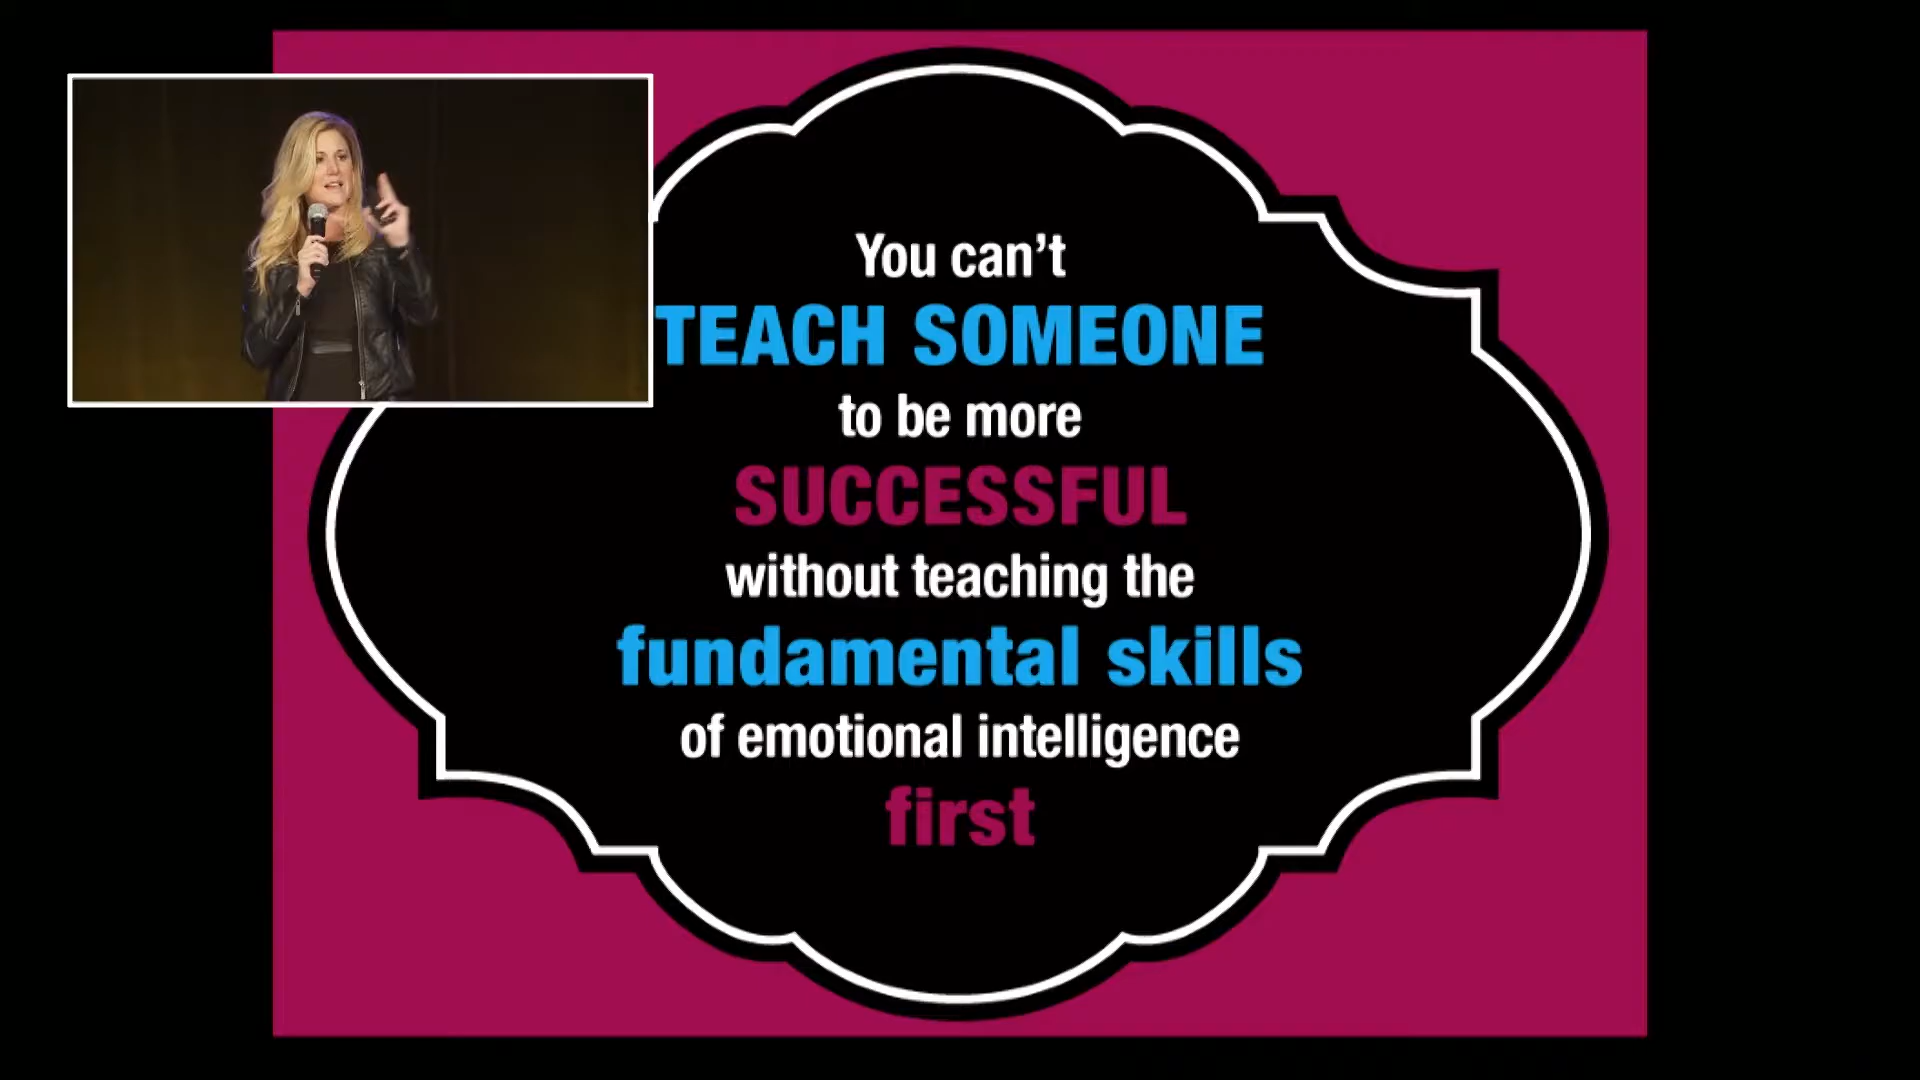 You can’t
TEACH SOMEONE
to be more
SUCCESSFUL
without teaching the
fundamental skills
of emotional intelligence
first